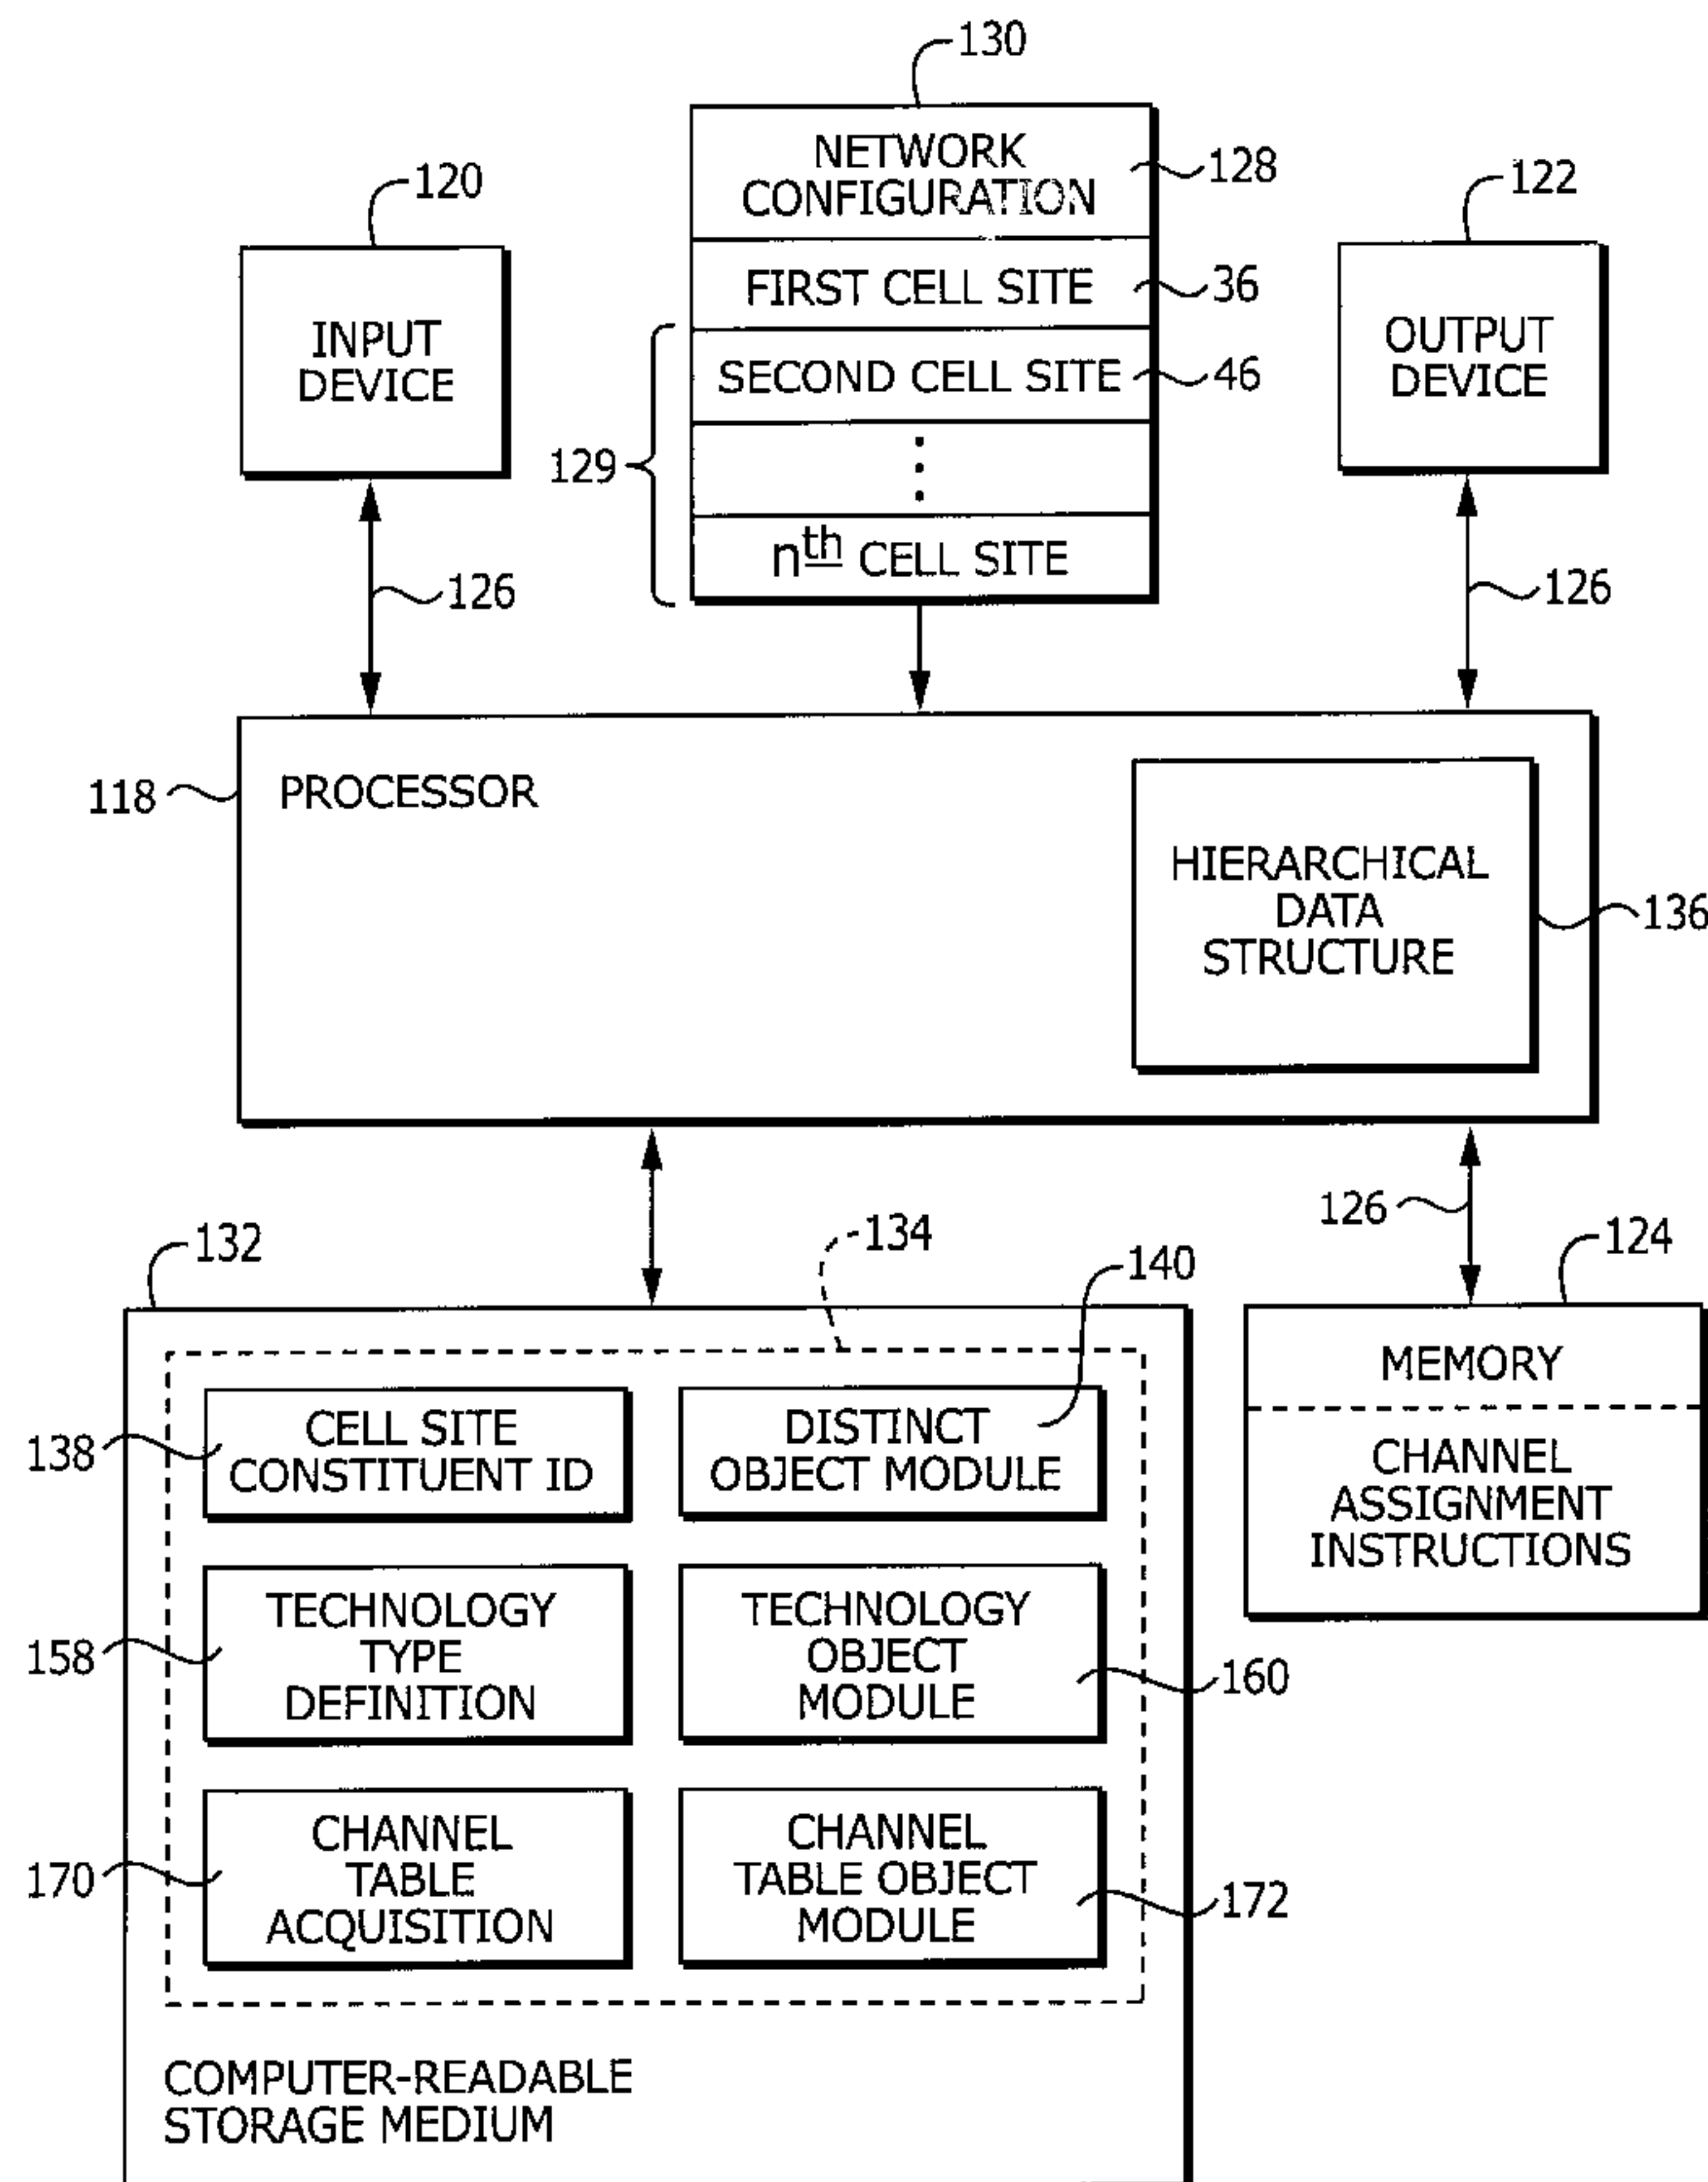 130
NETWORK
CONFIGURATION
128
120
122
FIRST CELL SITE
36
INPUT
DEVICE
SECOND CELL SITE
46
OUTPUT
DEVICE
129
nth CELL SITE
126
126
118
PROCESSOR
HIERARCHICAL
DATA
STRUCTURE
136
126
132
134
140
124
138
CELL SITE
CONSTITUENT ID
DISTINCT
OBJECT MODULE
MEMORY
CHANNEL
ASSIGNMENT
INSTRUCTIONS
158
TECHNOLOGY
TYPE
DEFINITION
TECHNOLOGY
OBJECT
MODULE
160
170
CHANNEL
TABLE
ACQUISITION
CHANNEL
TABLE OBJECT
MODULE
172
COMPUTER-READABLE
STORAGE MEDIUM